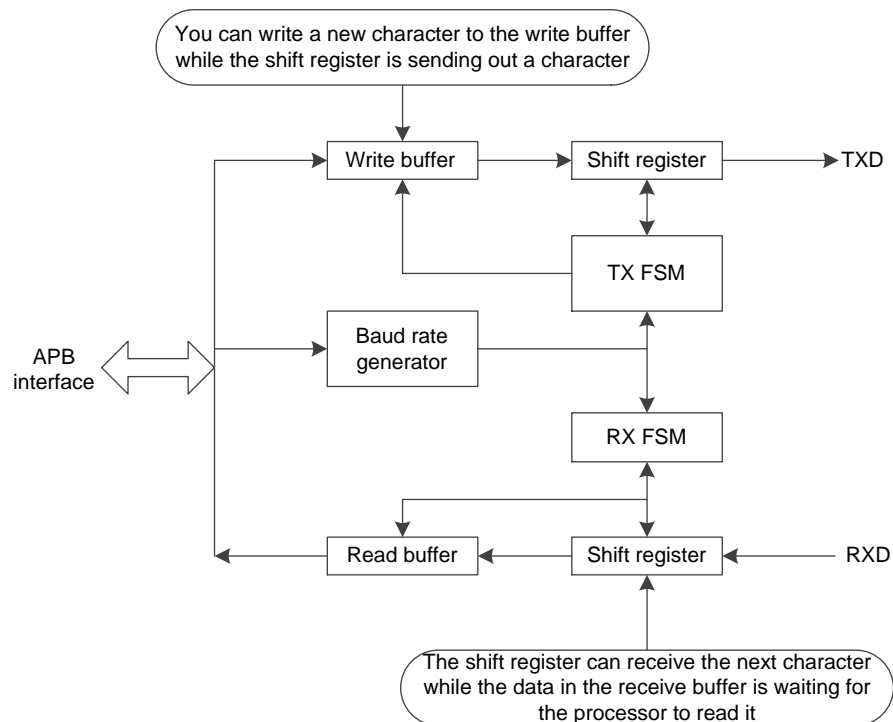 You can write a new character to the write buffer
while the shift register is sending out a character
Write buffer
Shift register
TXD
TX FSM
APB
interface
Baud rate
generator
RX FSM
Read buffer
Shift register
RXD
The shift register can receive the next character
while the data in the receive buffer is waiting for
the processor to read it